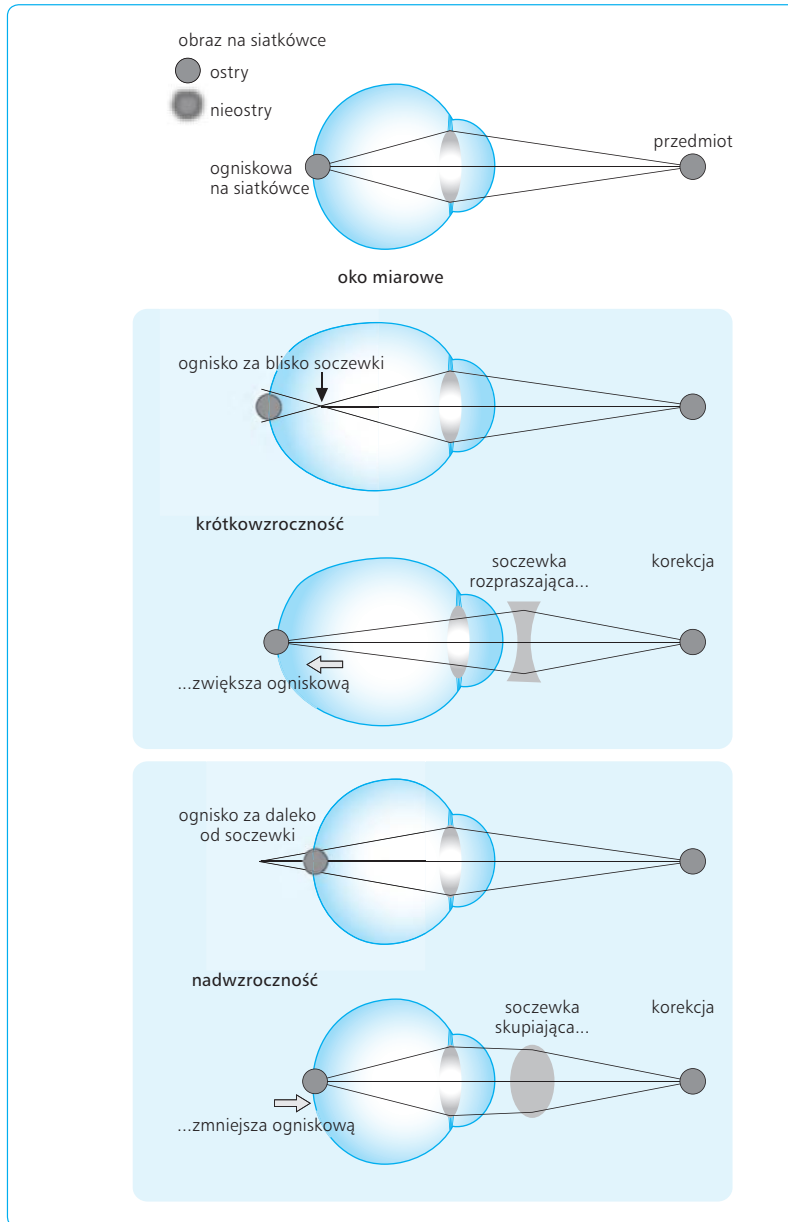 obraz na siatkówce
ostry
nieostry
przedmiot
ogniskowa
na siatkówce
oko miarowe
ognisko za blisko soczewki
krótkowzroczność
soczewka
rozpraszająca...
korekcja
...zwiększa ogniskową
ognisko za daleko
od soczewki
nadwzroczność
soczewka
skupiająca...
korekcja
...zmniejsza ogniskową